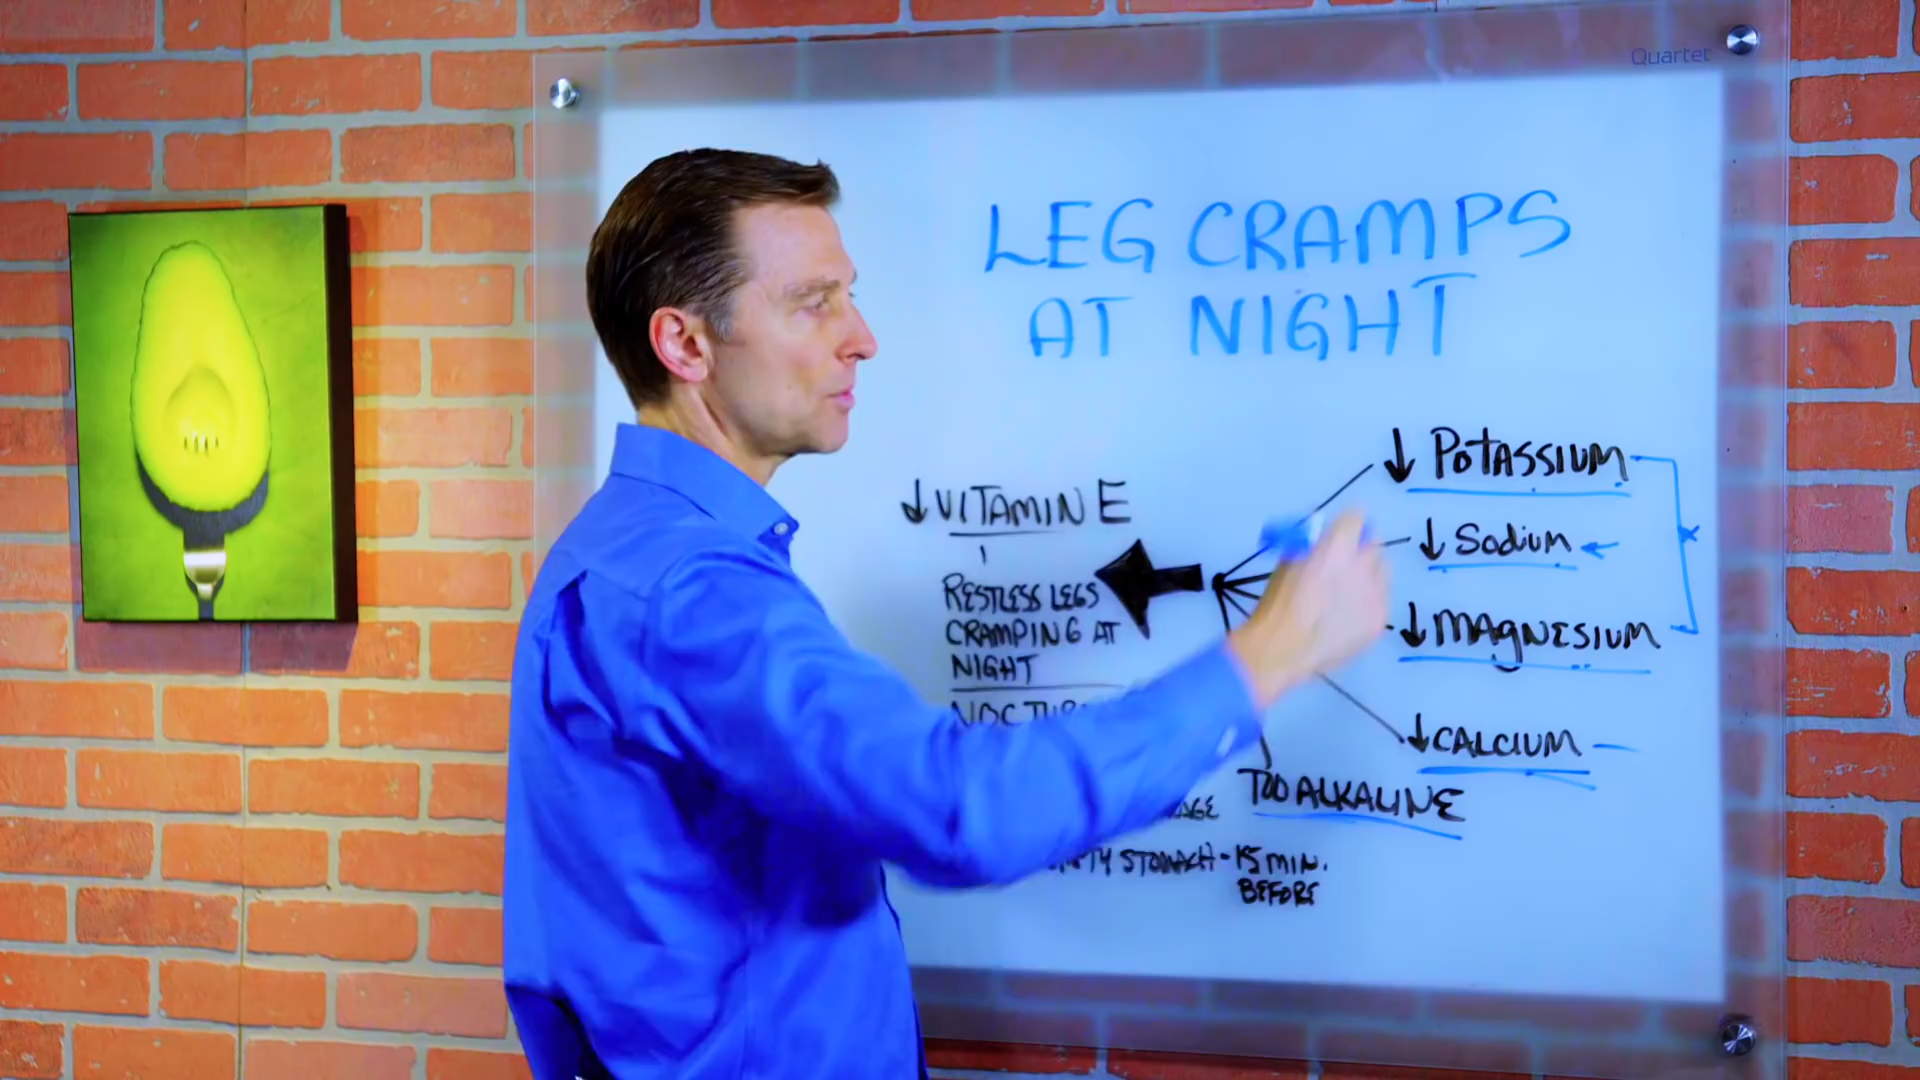 Quartet
LEG CRAMPS
AT NIGHT
↓ VITAMIN E
RESTLESS LEGS
CRAMPING AT
NIGHT
↓ POTASSIUM
↓ Sodium
↓ MAGNESIUM
↓ CALCIUM
TOO ALKALINE
STOMACH - 15 MIN.
BEFORE